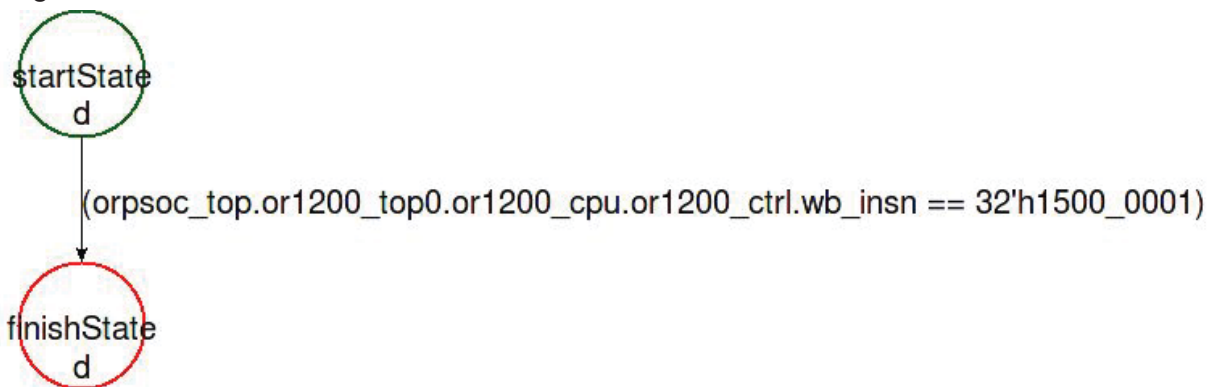 startState
d
(orpsoc_top.or1200_top0.or1200_cpu.or1200_ctrl.wb_insn == 32'h1500_0001)
finishState
d